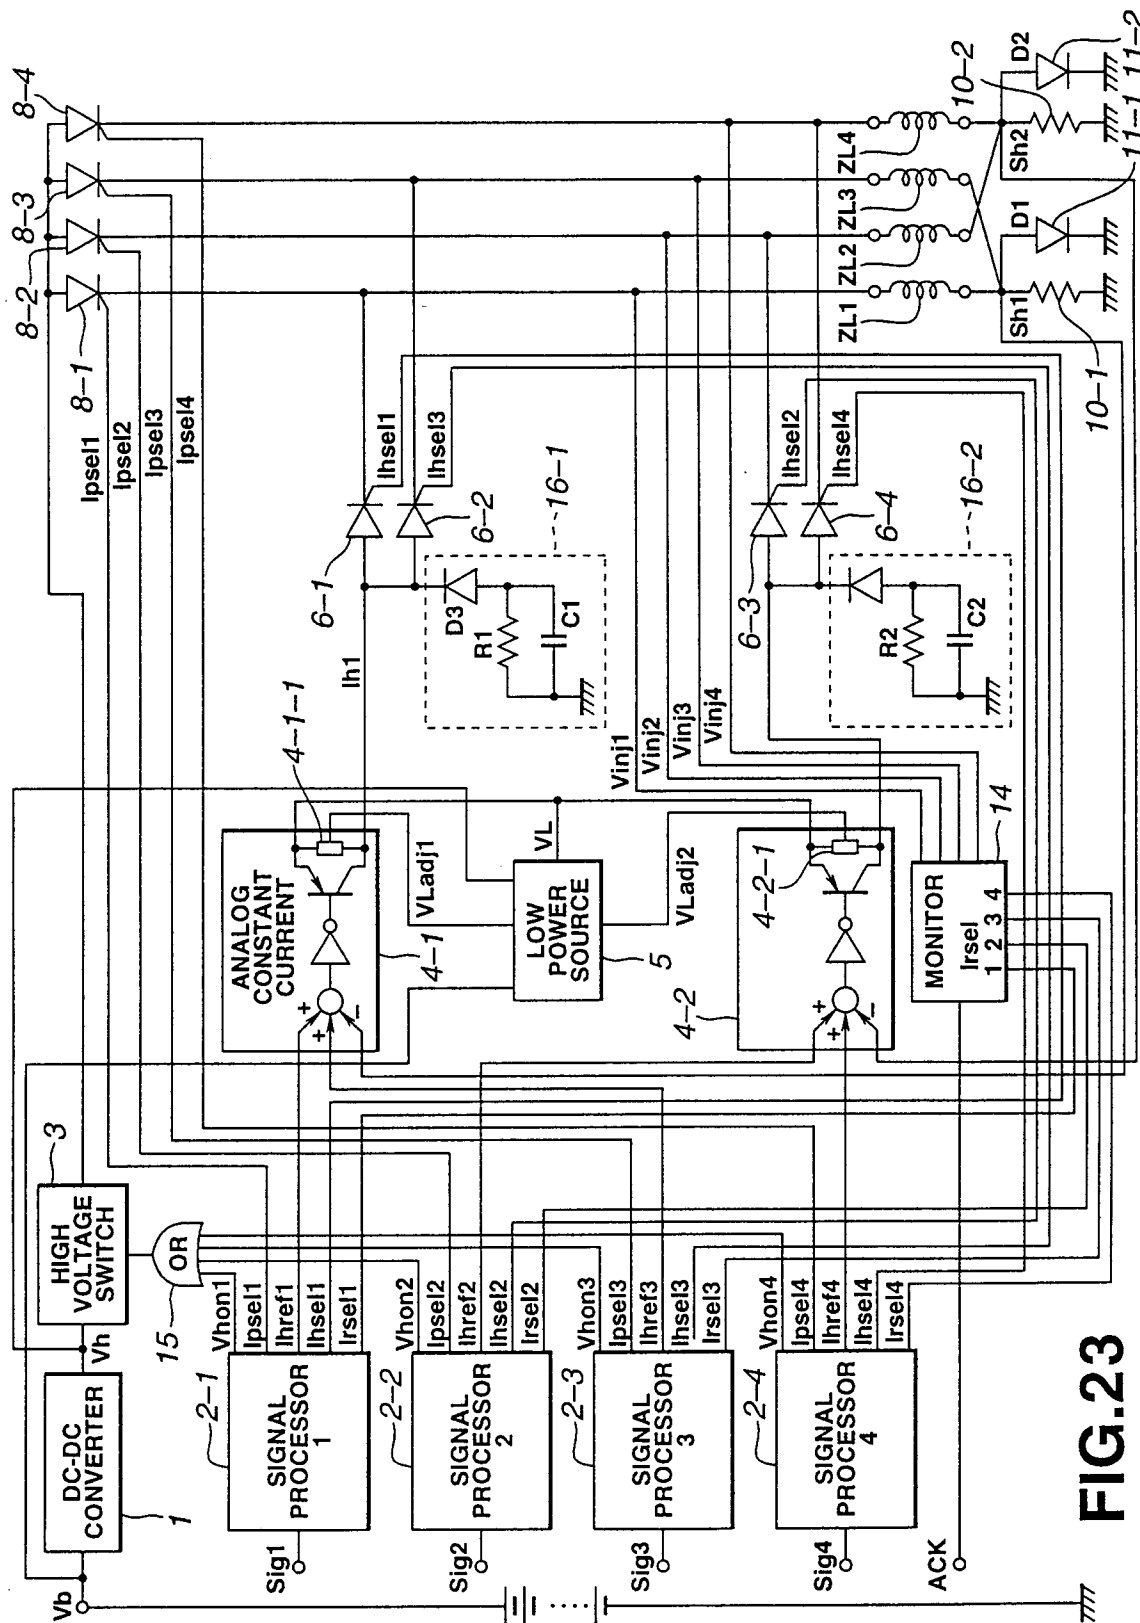 Vb
DC-DC
CONVERTER
1
Vh
HIGH
VOLTAGE
SWITCH
3
OR
15
8-1
8-2
8-3
8-4
Ipsel1
Ipsel2
Ipsel3
Ipsel4
Sig1
SIGNAL
PROCESSOR
1
2-1
Vhon1
Ipsel1
Ihref1
Ihsel1
Irsel1
Sig2
SIGNAL
PROCESSOR
2
2-2
Vhon2
Ipsel2
Ihref2
Ihsel2
Irsel2
Sig3
SIGNAL
PROCESSOR
3
2-3
Vhon3
Ipsel3
Ihref3
Ihsel3
Irsel3
Sig4
SIGNAL
PROCESSOR
4
2-4
Vhon4
Ipsel4
Ihref4
Ihsel4
Irsel4
ACK
ANALOG
CONSTANT
CURRENT
+
+
−
4-1
4-1-1
VLadj1
VL
LOW
POWER
SOURCE
5
VLadj2
4-2
+
+
−
4-2-1
MONITOR
Irsel
1 2 3 4
14
Ih1
6-1
6-2
Ihsel1
Ihsel3
16-1
D3
R1
C1
Vinj1
Vinj2
Vinj3
Vinj4
6-3
6-4
Ihsel2
Ihsel4
16-2
R2
C2
ZL1
ZL2
ZL3
ZL4
Sh1
D1
Sh2
D2
10-1
11-1
10-2
11-2
FIG.23